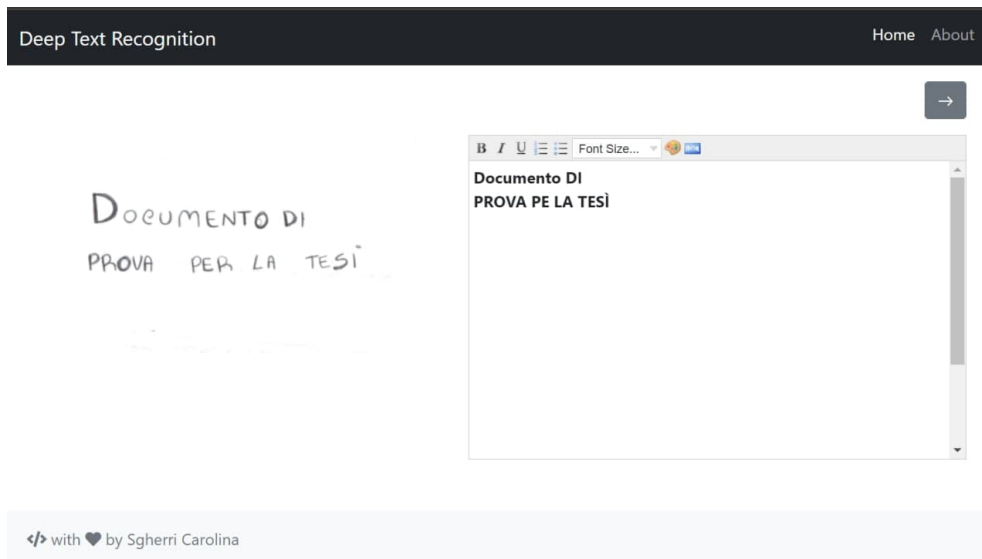 Deep Text Recognition
Home About
→
B I U Font Size...
DOCUMENTO DI
PROVA PER LA TESI
Documento DI
PROVA PE LA TESÌ
</> with ♥ by Sgherri Carolina